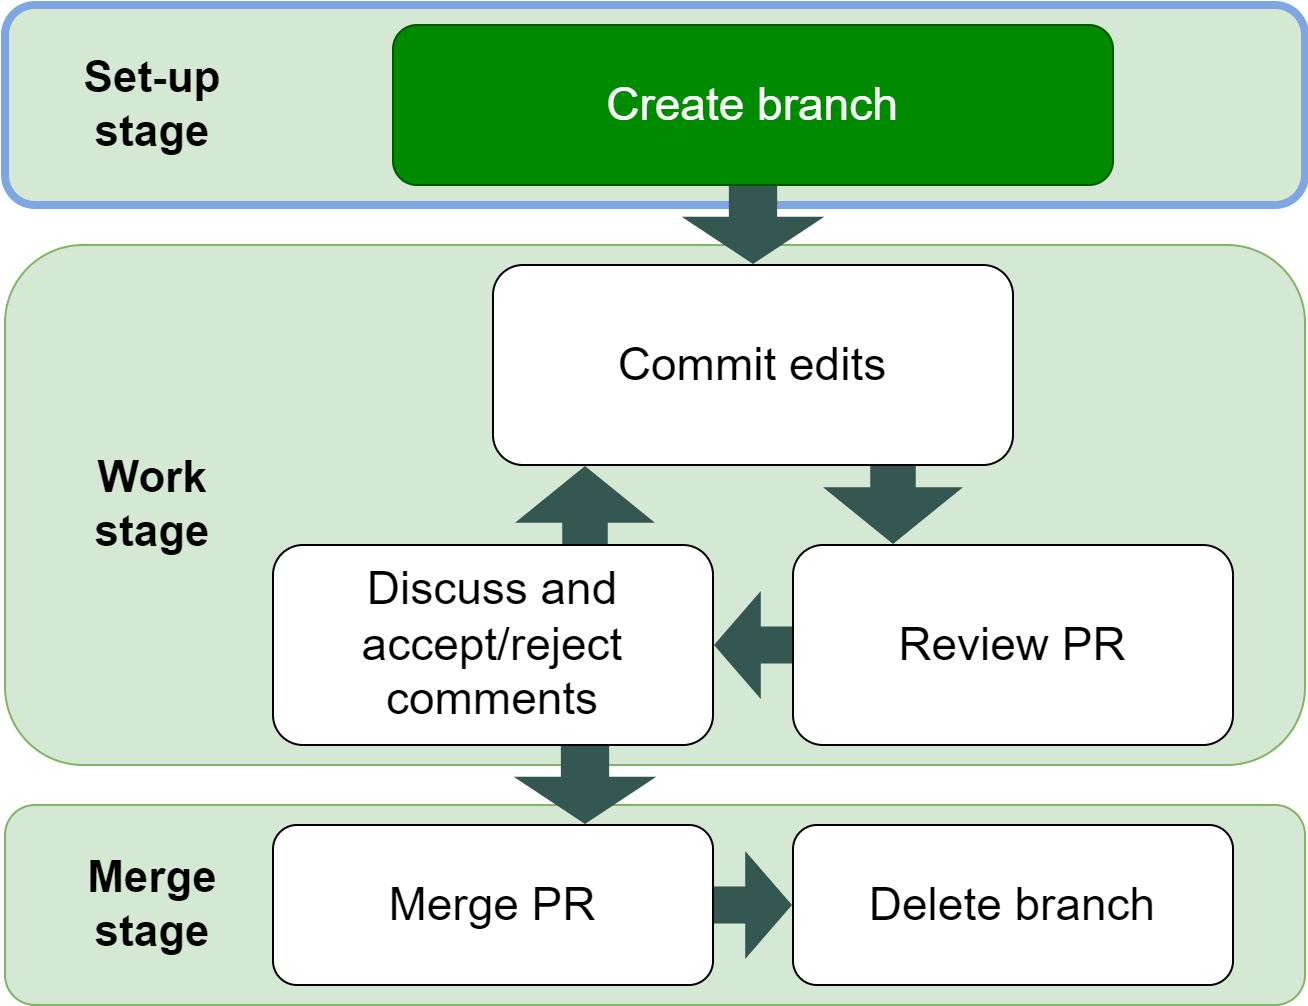 Set-up
stage
Create branch
Commit edits
Work
stage
Discuss and
accept/reject
comments
Review PR
Merge
stage
Merge PR
Delete branch